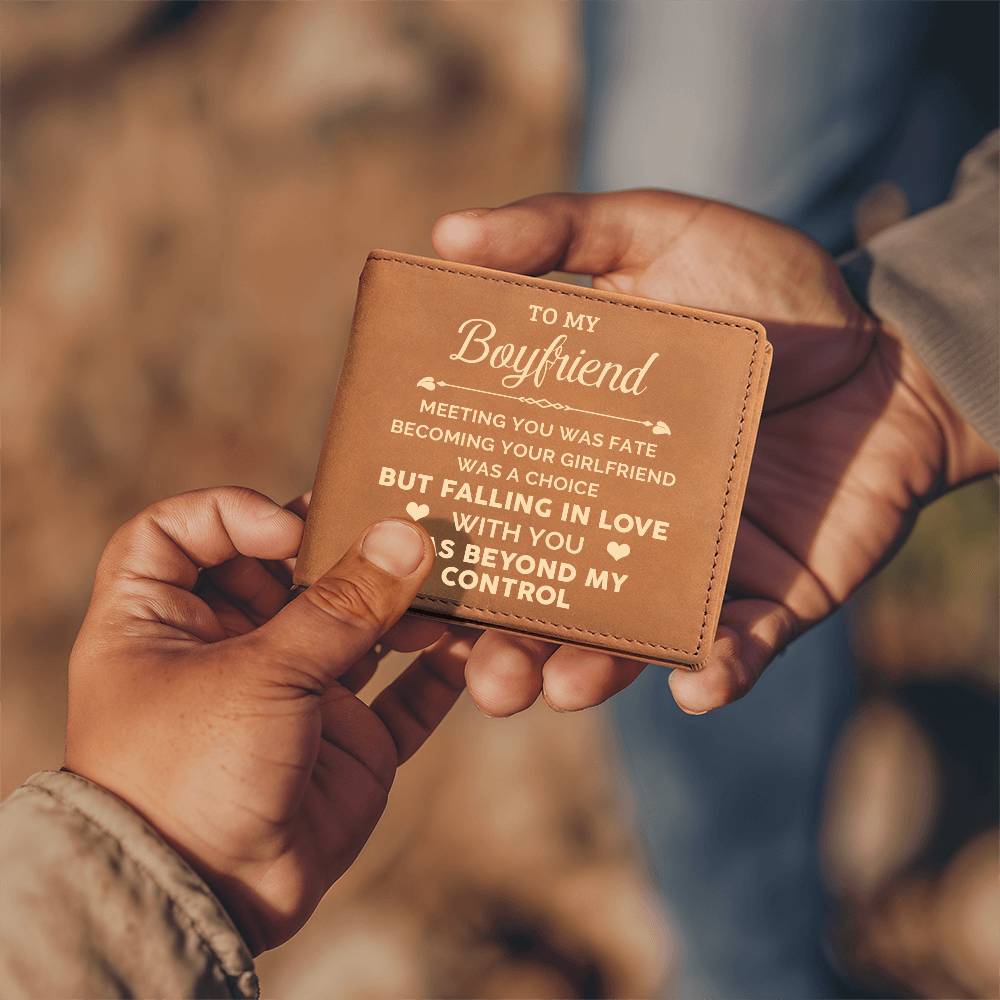 TO MY
Boyfriend
MEETING YOU WAS FATE
BECOMING YOUR GIRLFRIEND
WAS A CHOICE
BUT FALLING IN LOVE
WITH YOU
AS BEYOND MY
CONTROL